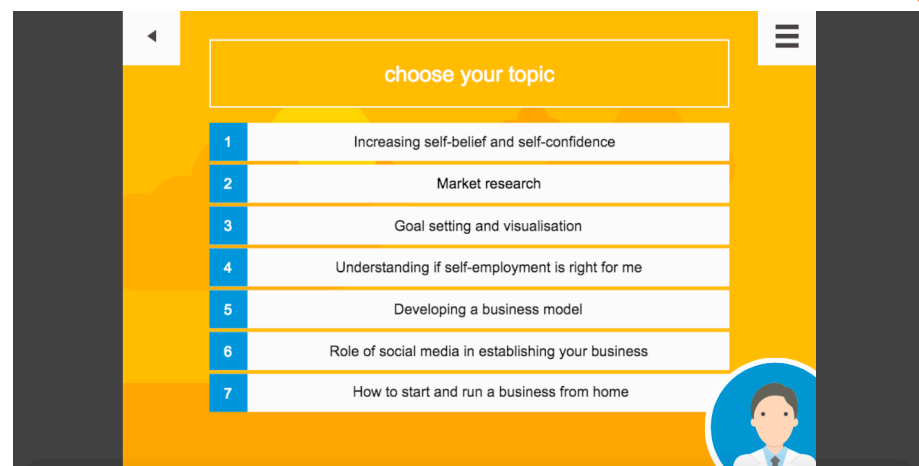 choose your topic
1 Increasing self-belief and self-confidence
2 Market research
3 Goal setting and visualisation
4 Understanding if self-employment is right for me
5 Developing a business model
6 Role of social media in establishing your business
7 How to start and run a business from home